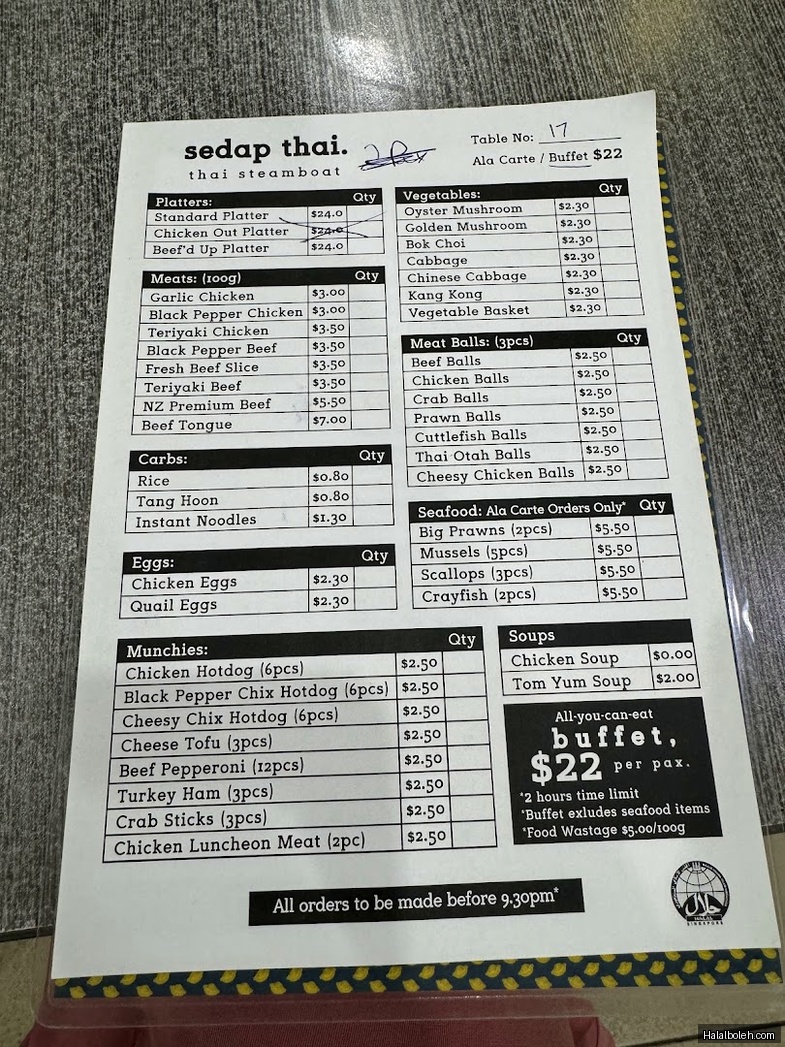 sedap thai.
thai steamboat
Table No: 17
Ala Carte / Buffet $22
Platters: Qty
Standard Platter $24.0
Chicken Out Platter $24.0
Beef'd Up Platter $24.0
Meats: (100g) Qty
Garlic Chicken $3.00
Black Pepper Chicken $3.00
Teriyaki Chicken $3.50
Black Pepper Beef $3.50
Fresh Beef Slice $3.50
Teriyaki Beef $3.50
NZ Premium Beef $5.50
Beef Tongue $7.00
Carbs: Qty
Rice $0.80
Tang Hoon $0.80
Instant Noodles $1.30
Eggs: Qty
Chicken Eggs $2.30
Quail Eggs $2.30
Vegetables: Qty
Oyster Mushroom $2.30
Golden Mushroom $2.30
Bok Choi $2.30
Cabbage $2.30
Chinese Cabbage $2.30
Kang Kong $2.30
Vegetable Basket $2.30
Meat Balls: (3pcs) Qty
Beef Balls $2.50
Chicken Balls $2.50
Crab Balls $2.50
Prawn Balls $2.50
Cuttlefish Balls $2.50
Thai Otah Balls $2.50
Cheesy Chicken Balls $2.50
Seafood: Ala Carte Orders Only* Qty
Big Prawns (2pcs) $5.50
Mussels (5pcs) $5.50
Scallops (3pcs) $5.50
Crayfish (2pcs) $5.50
Munchies: Qty
Chicken Hotdog (6pcs) $2.50
Black Pepper Chix Hotdog (6pcs) $2.50
Cheesy Chix Hotdog (6pcs) $2.50
Cheese Tofu (3pcs) $2.50
Beef Pepperoni (12pcs) $2.50
Turkey Ham (3pcs) $2.50
Crab Sticks (3pcs) $2.50
Chicken Luncheon Meat (2pc) $2.50
Soups
Chicken Soup $0.00
Tom Yum Soup $2.00
All-you-can-eat
buffet,
$22 per pax.
*2 hours time limit
*Buffet exludes seafood items
*Food Wastage $5.00/100g
All orders to be made before 9.30pm*
حلال
HALAL
SINGAPORE
Halalboleh.com